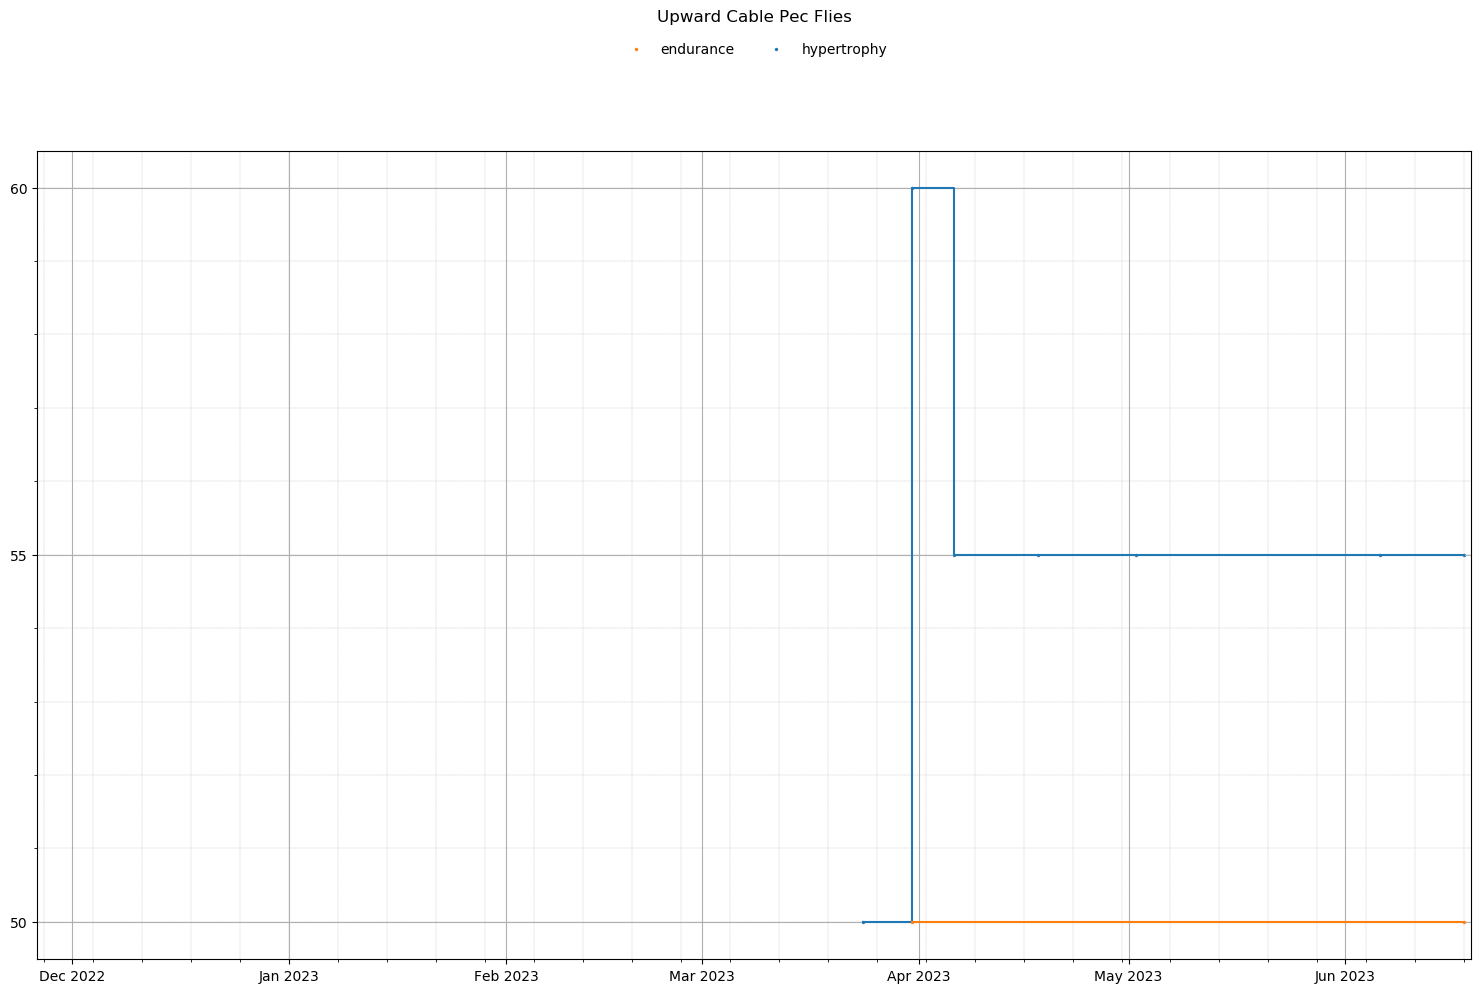 Upward Cable Pec Flies
endurance hypertrophy
60
55
50
Dec 2022 Jan 2023 Feb 2023 Mar 2023 Apr 2023 May 2023 Jun 2023